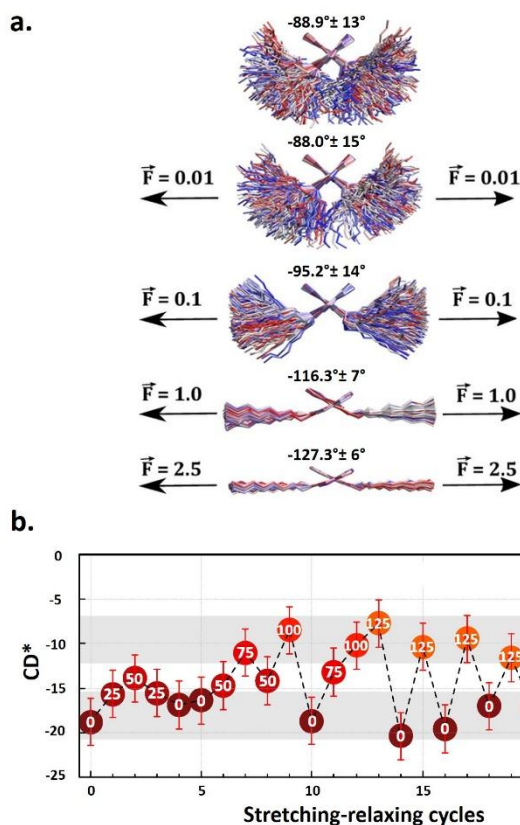 a.
-88.9°± 13°
-88.0°± 15°
F⃗ = 0.01 F⃗ = 0.01
-95.2°± 14°
F⃗ = 0.1 F⃗ = 0.1
-116.3°± 7°
F⃗ = 1.0 F⃗ = 1.0
-127.3°± 6°
F⃗ = 2.5 F⃗ = 2.5
b.
0
-5
-10
-15
-20
-25
CD*
0 25 50 25 0 0 50 75 50 100 0 75 100 125 0 125 0 125 0 125
0 5 10 15
Stretching-relaxing cycles